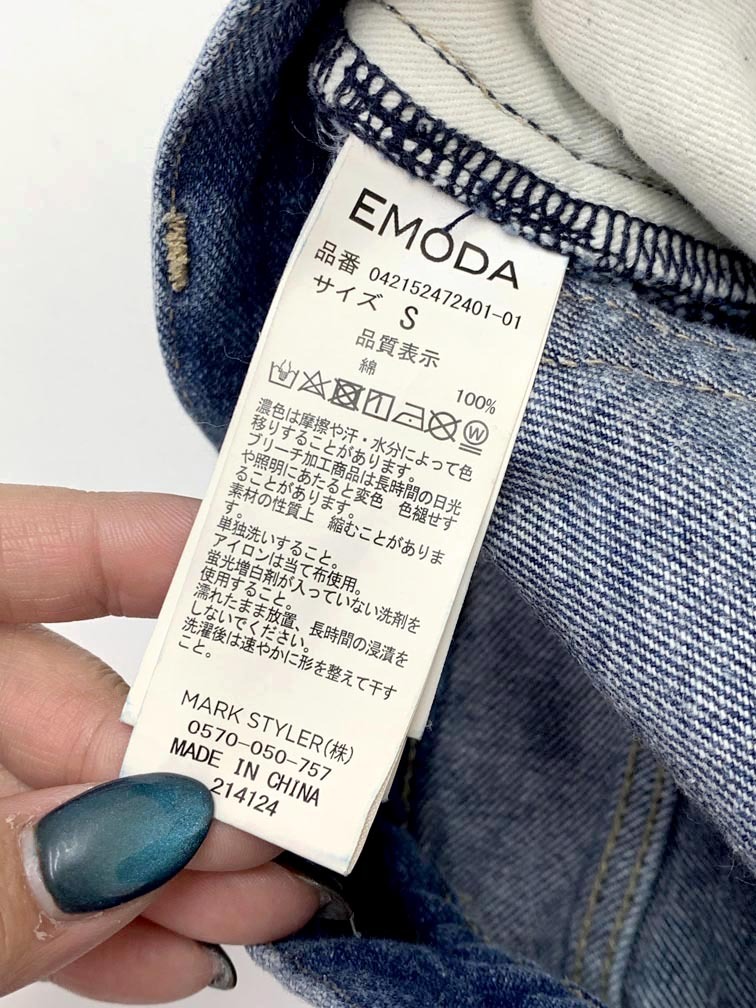 EMODA
品番 042152472401-01
サイズ S
品質表示
綿 100%
W
濃色は摩擦や汗・水分によって色
移りすることがあります。
ブリーチ加工商品は長時間の日光
や照明にあたると変色 色褪せす
ることがあります。
素材の性質上 縮むことがありま
す。
単独洗いすること。
アイロンは当て布使用。
蛍光増白剤が入っていない洗剤を
使用すること。
濡れたまま放置、長時間の浸漬を
しないでください。
洗濯後は速やかに形を整えて干す
こと。
MARK STYLER(株)
0570-050-757
MADE IN CHINA
214124